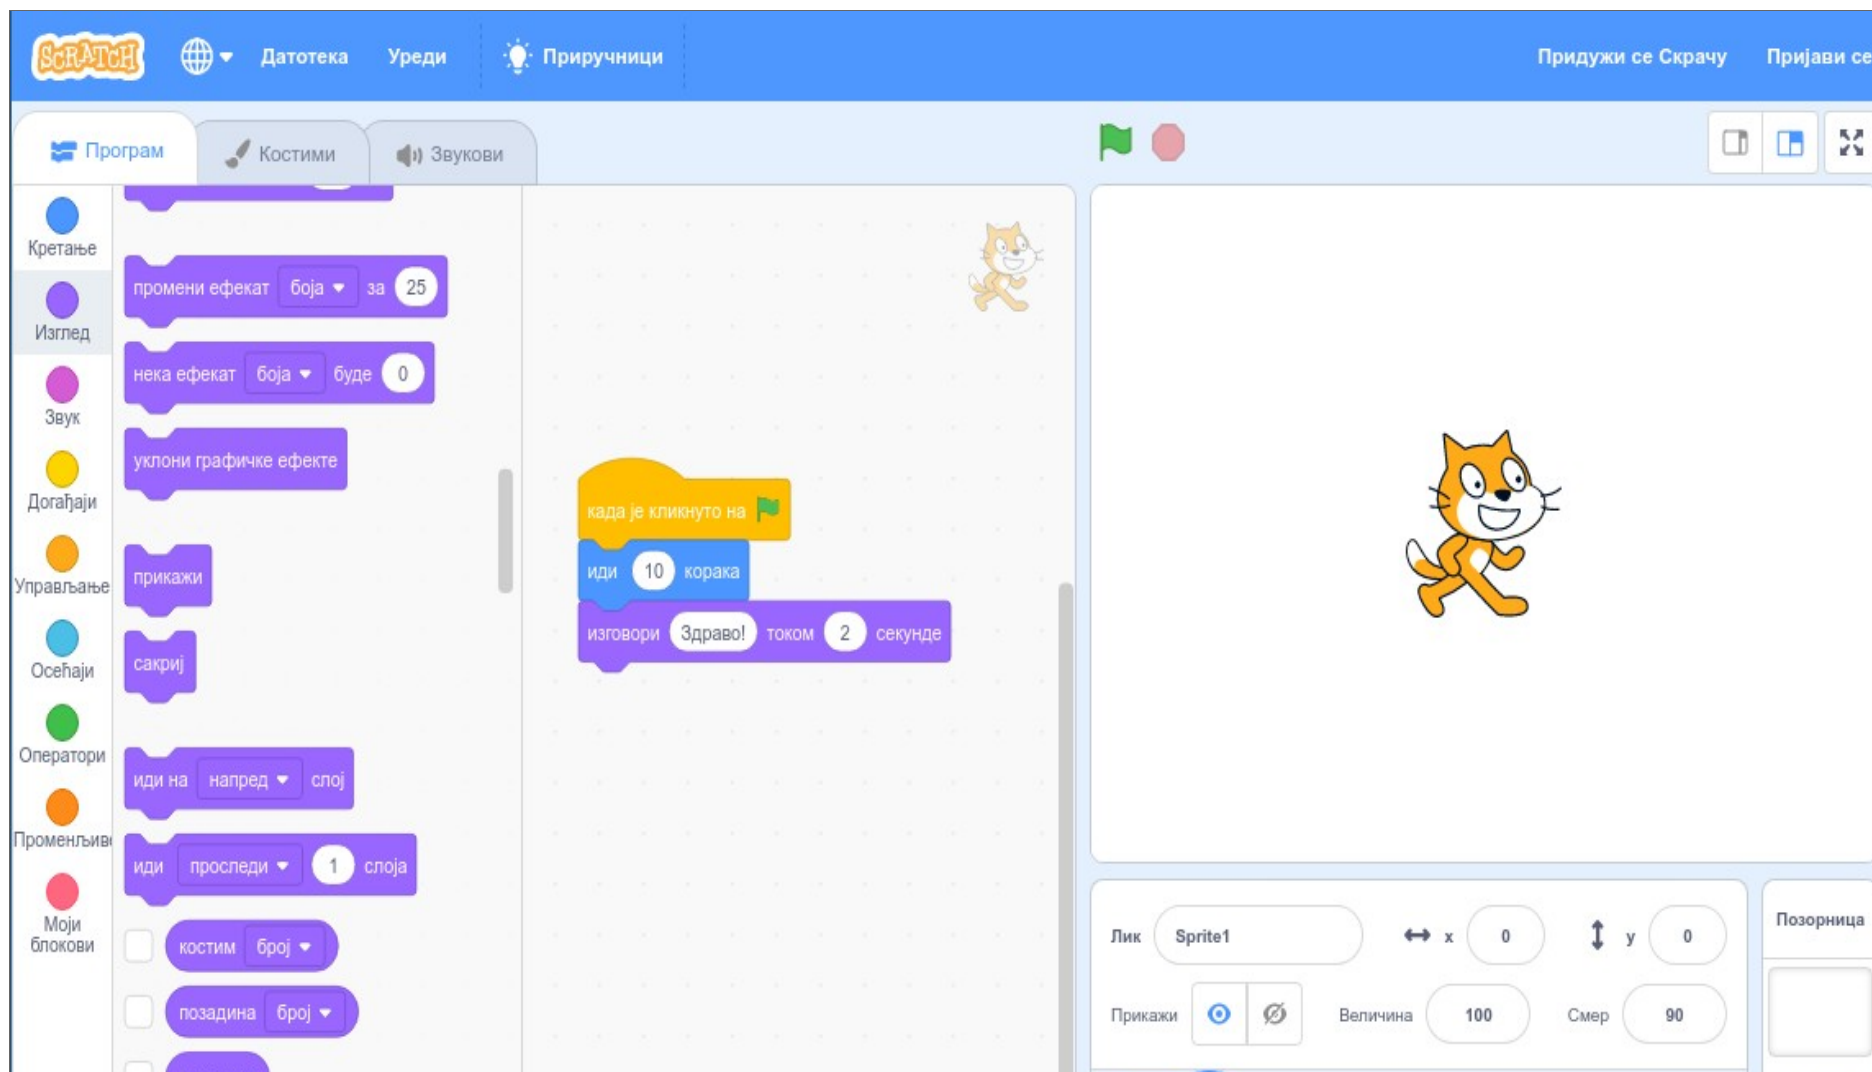 SCRATCH
Датотека
Уреди
Приручници
Придужи се Скрачу
Пријави се
Програм
Костими
Звукови
Кретање
Изглед
Звук
Догађаји
Управљање
Осећаји
Оператори
Променљив
Моји
блокови
промени ефекат боја за 25
нека ефекат боја буде 0
уклони графичке ефекте
прикажи
сакриј
иди на напред слој
иди проследи 1 слоја
костим број
позадина број
када је кликнуто на
иди 10 корака
изговори Здраво! током 2 секунде
Лик Sprite1 x 0 y 0
Прикажи Величина 100 Смер 90
Позорница